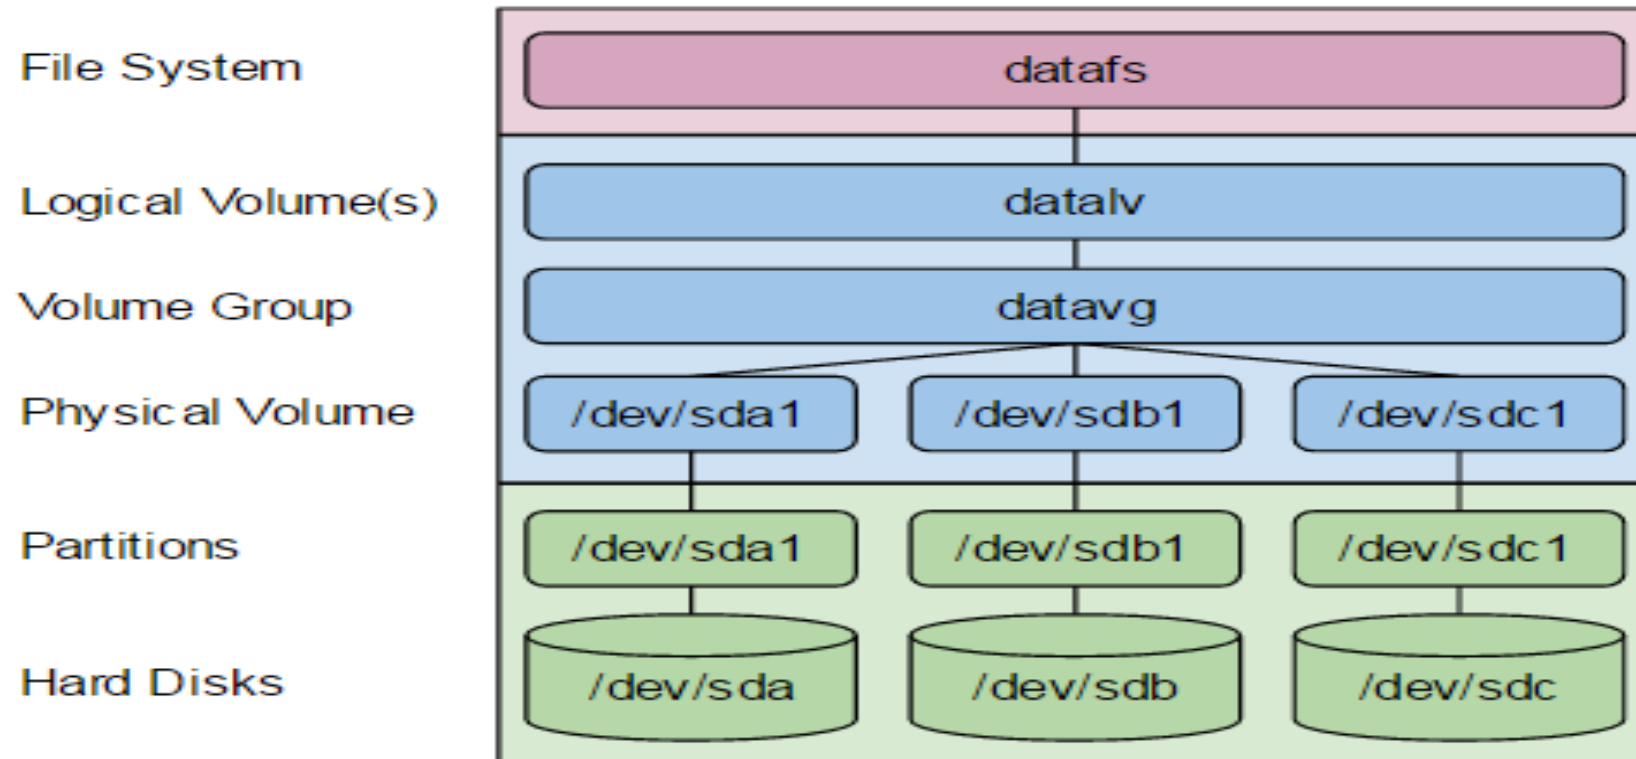 File System
datafs
Logical Volume(s)
datalv
Volume Group
datavg
Physical Volume
/dev/sda1
/dev/sdb1
/dev/sdc1
Partitions
/dev/sda1
/dev/sdb1
/dev/sdc1
Hard Disks
/dev/sda
/dev/sdb
/dev/sdc